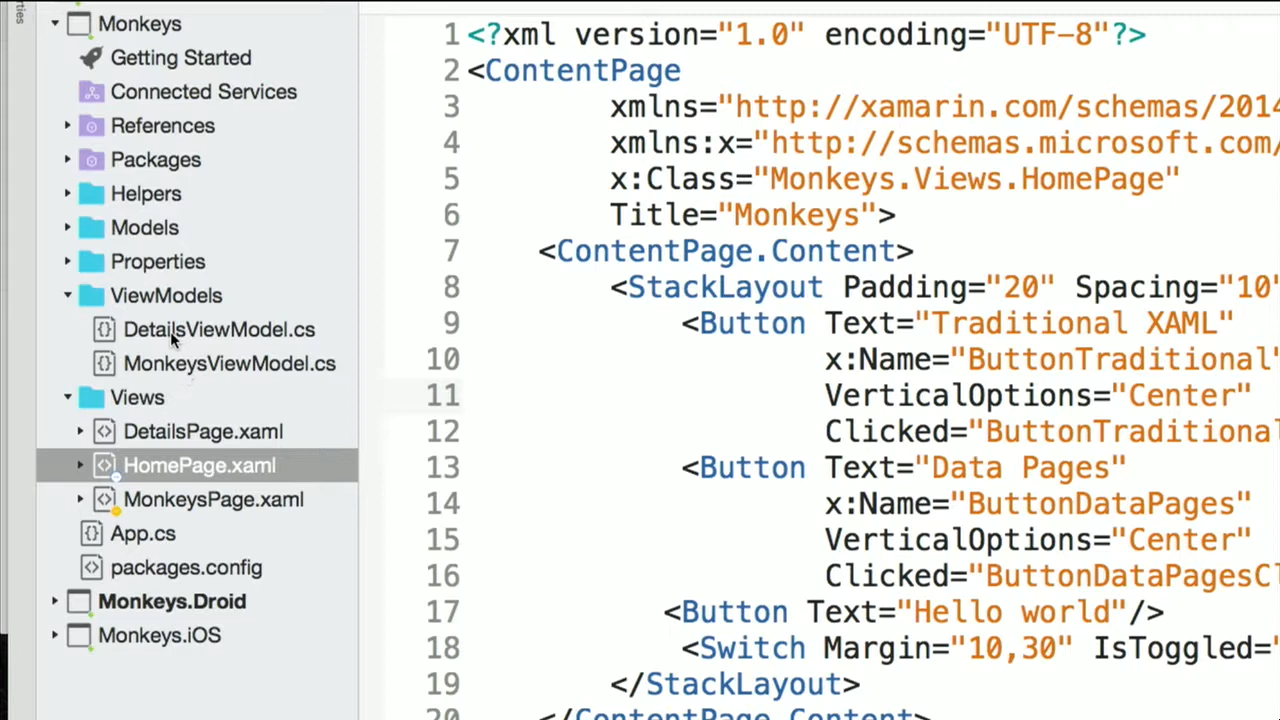 Monkeys
Getting Started
Connected Services
References
Packages
Helpers
Models
Properties
ViewModels
DetailsViewModel.cs
MonkeysViewModel.cs
Views
DetailsPage.xaml
HomePage.xaml
MonkeysPage.xaml
App.cs
packages.config
Monkeys.Droid
Monkeys.iOS
1 <?xml version="1.0" encoding="UTF-8"?>
2 <ContentPage
3 xmlns="http://xamarin.com/schemas/2014
4 xmlns:x="http://schemas.microsoft.com/
5 x:Class="Monkeys.Views.HomePage"
6 Title="Monkeys">
7 <ContentPage.Content>
8 <StackLayout Padding="20" Spacing="10"
9 <Button Text="Traditional XAML"
10 x:Name="ButtonTraditional"
11 VerticalOptions="Center"
12 Clicked="ButtonTraditional
13 <Button Text="Data Pages"
14 x:Name="ButtonDataPages"
15 VerticalOptions="Center"
16 Clicked="ButtonDataPagesCl
17 <Button Text="Hello world"/>
18 <Switch Margin="10,30" IsToggled="
19 </StackLayout>
20 </ContentPage.Content>